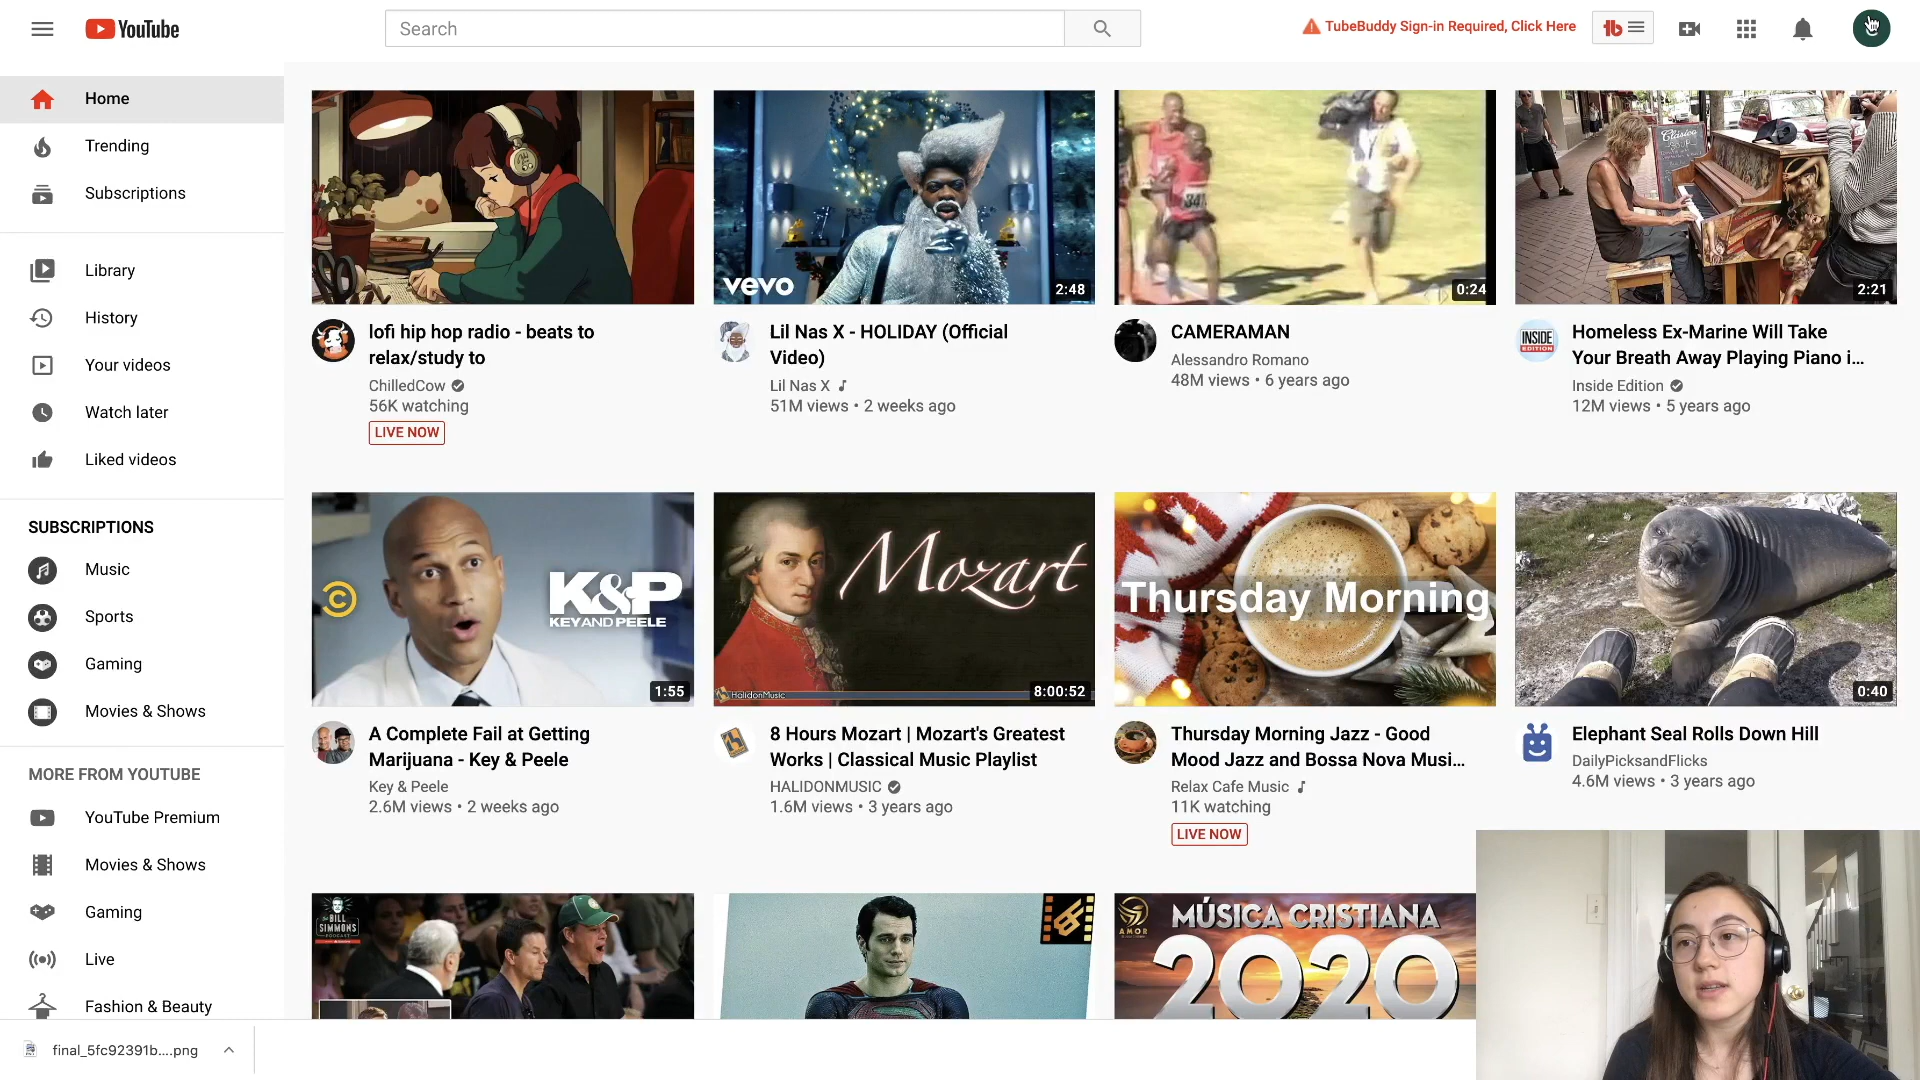 YouTube
Search
TubeBuddy Sign-in Required, Click Here
tb
Home
Trending
Subscriptions
Library
History
Your videos
Watch later
Liked videos
SUBSCRIPTIONS
Music
Sports
Gaming
Movies & Shows
MORE FROM YOUTUBE
YouTube Premium
Movies & Shows
Gaming
Live
Fashion & Beauty
final_5fc92391b....png
lofi hip hop radio - beats to
relax/study to
ChilledCow
56K watching
LIVE NOW
vevo
2:48
Lil Nas X - HOLIDAY (Official
Video)
Lil Nas X
51M views • 2 weeks ago
0:24
CAMERAMAN
Alessandro Romano
48M views • 6 years ago
Clásico
2:21
INSIDE
EDITION
Homeless Ex-Marine Will Take
Your Breath Away Playing Piano i...
Inside Edition
12M views • 5 years ago
K&P
KEY AND PEELE
1:55
A Complete Fail at Getting
Marijuana - Key & Peele
Key & Peele
2.6M views • 2 weeks ago
Mozart
HalidonMusic
8:00:52
8 Hours Mozart | Mozart's Greatest
Works | Classical Music Playlist
HALIDONMUSIC
1.6M views • 3 years ago
Thursday Morning
Thursday Morning Jazz - Good
Mood Jazz and Bossa Nova Musi...
Relax Cafe Music
11K watching
LIVE NOW
0:40
Elephant Seal Rolls Down Hill
DailyPicksandFlicks
4.6M views • 3 years ago
BILL
SIMMONS
PODCAST
AMOR
MÚSICA CRISTIANA
2020